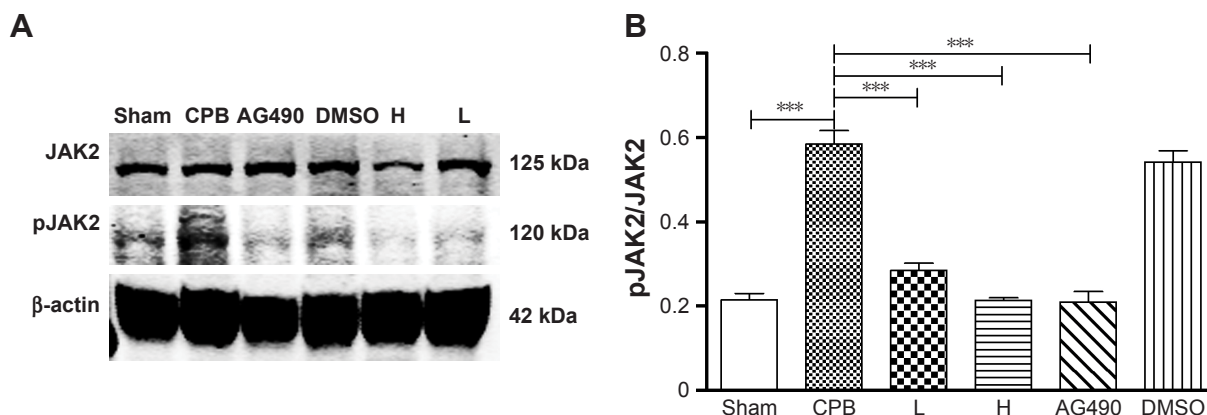 A
Sham CPB AG490 DMSO H L
JAK2
125 kDa
pJAK2
120 kDa
β-actin
42 kDa
B
pJAK2/JAK2
0.8
0.6
0.4
0.2
0
***
***
***
***
Sham CPB L H AG490 DMSO